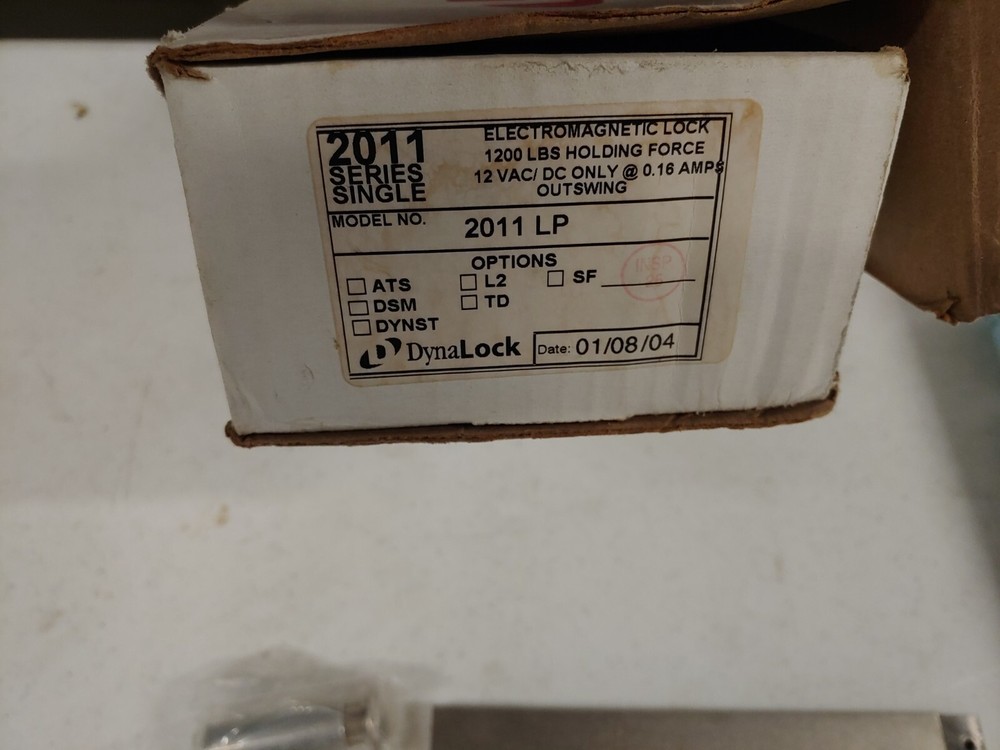 2011
SERIES
SINGLE
ELECTROMAGNETIC LOCK
1200 LBS HOLDING FORCE
12 VAC/ DC ONLY @ 0.16 AMPS
OUTSWING
MODEL NO. 2011 LP
OPTIONS
ATS L2 SF
DSM TD
DYNST
INSP
DynaLock Date: 01/08/04